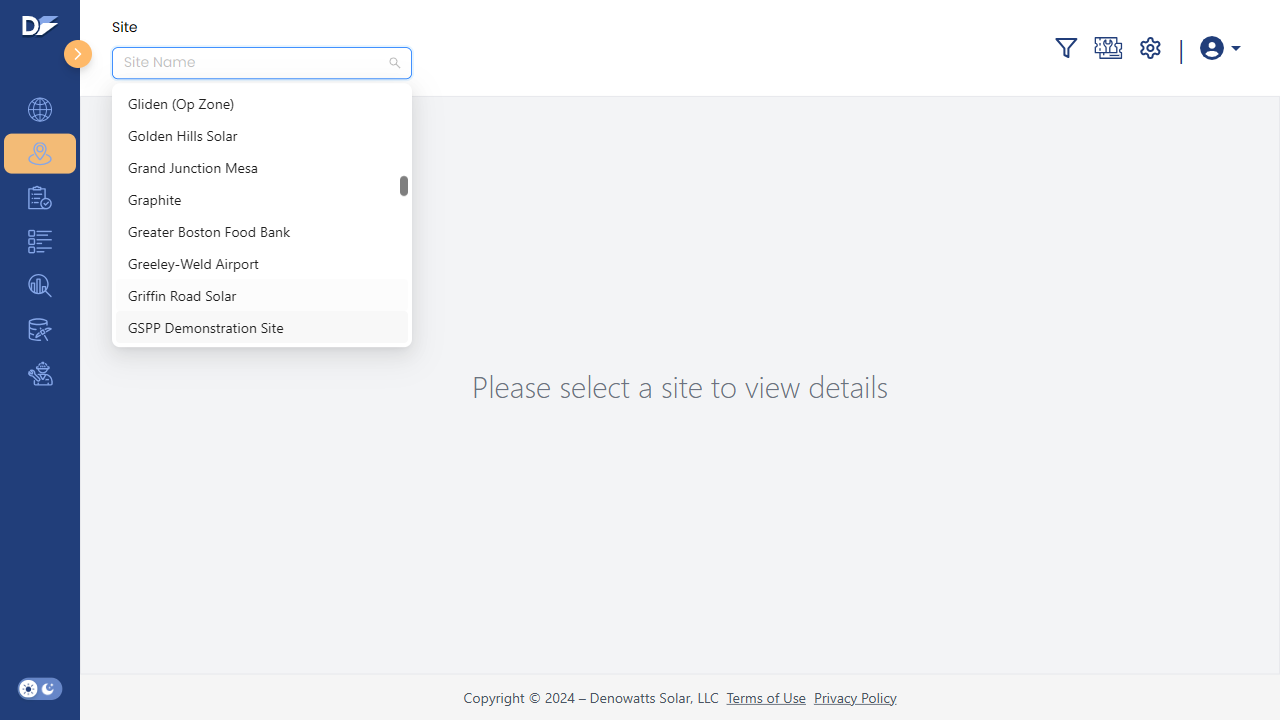 Site
Site Name
Gliden (Op Zone)
Golden Hills Solar
Grand Junction Mesa
Graphite
Greater Boston Food Bank
Greeley-Weld Airport
Griffin Road Solar
GSPP Demonstration Site
Please select a site to view details
Copyright © 2024 – Denowatts Solar, LLC Terms of Use Privacy Policy